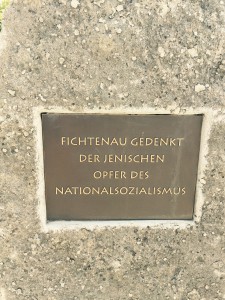 FICHTENAU GEDENKT
DER JENISCHEN
OPFER DES
NATIONALSOZIALISMUS